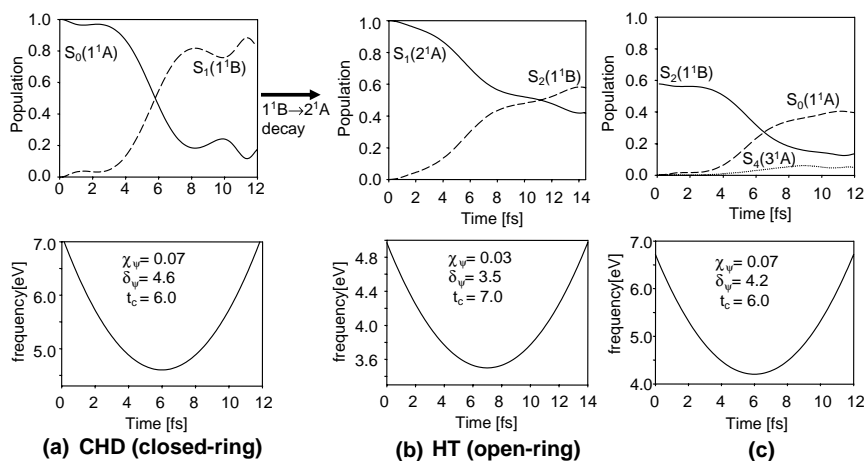 1.0
0.8
0.6
0.4
0.2
0.0
Population
S₀(1¹A)
S₁(1¹B)
0 2 4 6 8 10 12
Time [fs]
1¹B→2¹A
decay
1.0
0.8
0.6
0.4
0.2
0.0
Population
S₁(2¹A)
S₂(1¹B)
0 2 4 6 8 10 12 14
Time [fs]
1.0
0.8
0.6
0.4
0.2
0.0
Population
S₂(1¹B)
S₀(1¹A)
S₄(3¹A)
0 2 4 6 8 10 12
Time [fs]
7.0
6.0
5.0
frequency[eV]
χψ= 0.07
δψ= 4.6
t꜀ = 6.0
0 2 4 6 8 10 12
Time [fs]
(a) CHD (closed-ring)
4.8
4.2
3.6
frequency[eV]
χψ= 0.03
δψ= 3.5
t꜀ = 7.0
0 2 4 6 8 10 12 14
Time [fs]
(b) HT (open-ring)
7.0
6.0
5.0
4.0
frequency[eV]
χψ= 0.07
δψ= 4.2
t꜀ = 6.0
0 2 4 6 8 10 12
Time [fs]
(c)